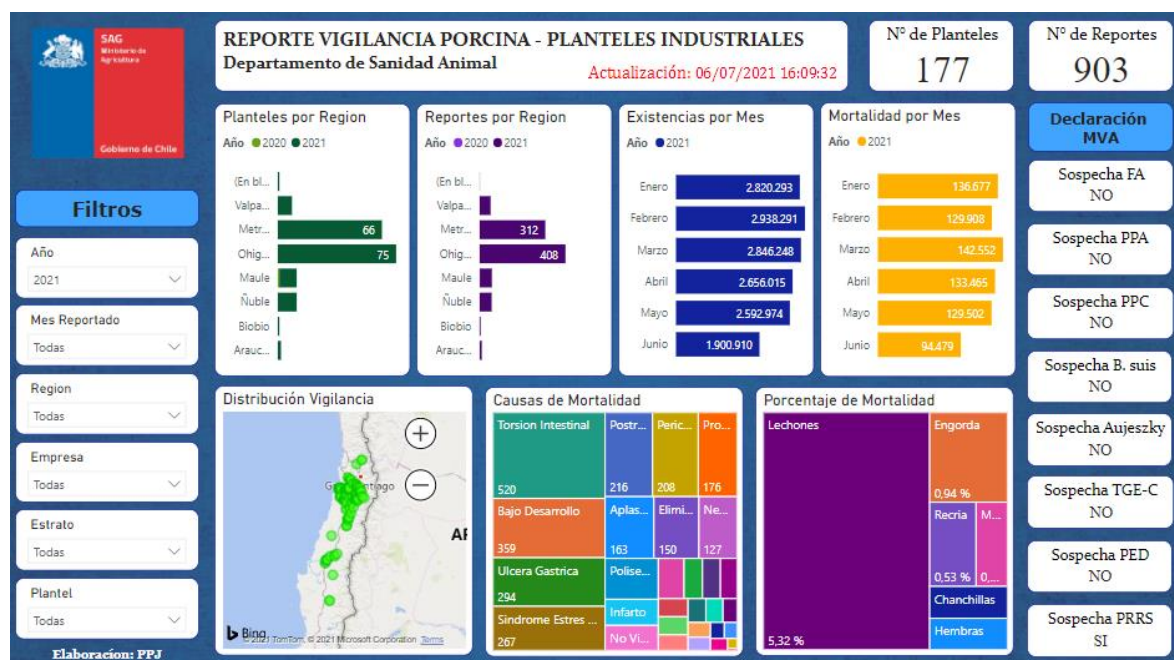 SAG
Ministerio de
Agricultura
Gobierno de Chile
REPORTE VIGILANCIA PORCINA - PLANTELES INDUSTRIALES
Departamento de Sanidad Animal
Actualización: 06/07/2021 16:09:32
N° de Planteles
177
N° de Reportes
903
Filtros
Año
2021
Mes Reportado
Todas
Region
Todas
Empresa
Todas
Estrato
Todas
Plantel
Todas
Elaboracion: PPJ
Planteles por Region
Año 2020 2021
(En bl...
Valpa...
Metr... 66
Ohig... 75
Maule
Ñuble
Biobio
Arauc...
Reportes por Region
Año 2020 2021
(En bl...
Valpa...
Metr... 312
Ohig... 408
Maule
Ñuble
Biobio
Arauc...
Existencias por Mes
Año 2021
Enero 2.820.293
Febrero 2.938.291
Marzo 2.846.248
Abril 2.656.015
Mayo 2.592.974
Junio 1.900.910
Mortalidad por Mes
Año 2021
Enero 136.677
Febrero 129.908
Marzo 142.552
Abril 133.465
Mayo 129.502
Junio 94.479
Distribución Vigilancia
Santiago
AR
Bing
© 2021 TomTom, © 2021 Microsoft Corporation Terms
Causas de Mortalidad
Torsion Intestinal
520
Bajo Desarrollo
359
Ulcera Gastrica
294
Sindrome Estres ...
267
Postr...
216
Peric...
208
Pro...
176
Aplas...
163
Elimi...
150
Ne...
127
Polise...
Infarto
No Vi...
Porcentaje de Mortalidad
Lechones
5,32 %
Engorda
0,94 %
Recria
0,53 %
M...
0,...
Chanchillas
Hembras
Declaración
MVA
Sospecha FA
NO
Sospecha PPA
NO
Sospecha PPC
NO
Sospecha B. suis
NO
Sospecha Aujeszky
NO
Sospecha TGE-C
NO
Sospecha PED
NO
Sospecha PRRS
SI